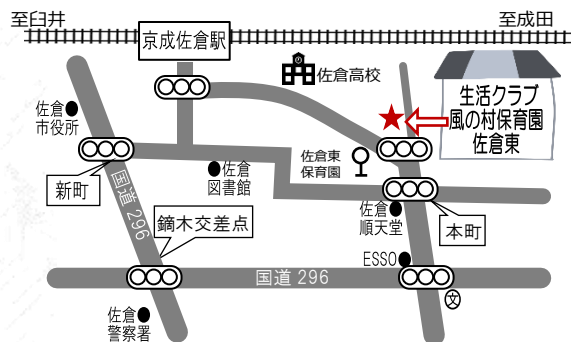 至臼井
至成田
京成佐倉駅
佐倉高校
生活クラブ
風の村保育園
佐倉東
佐倉
市役所
新町
佐倉
図書館
佐倉東
保育園
国道296
鏑木交差点
佐倉
順天堂
本町
ESSO
国道 296
文
佐倉
警察署